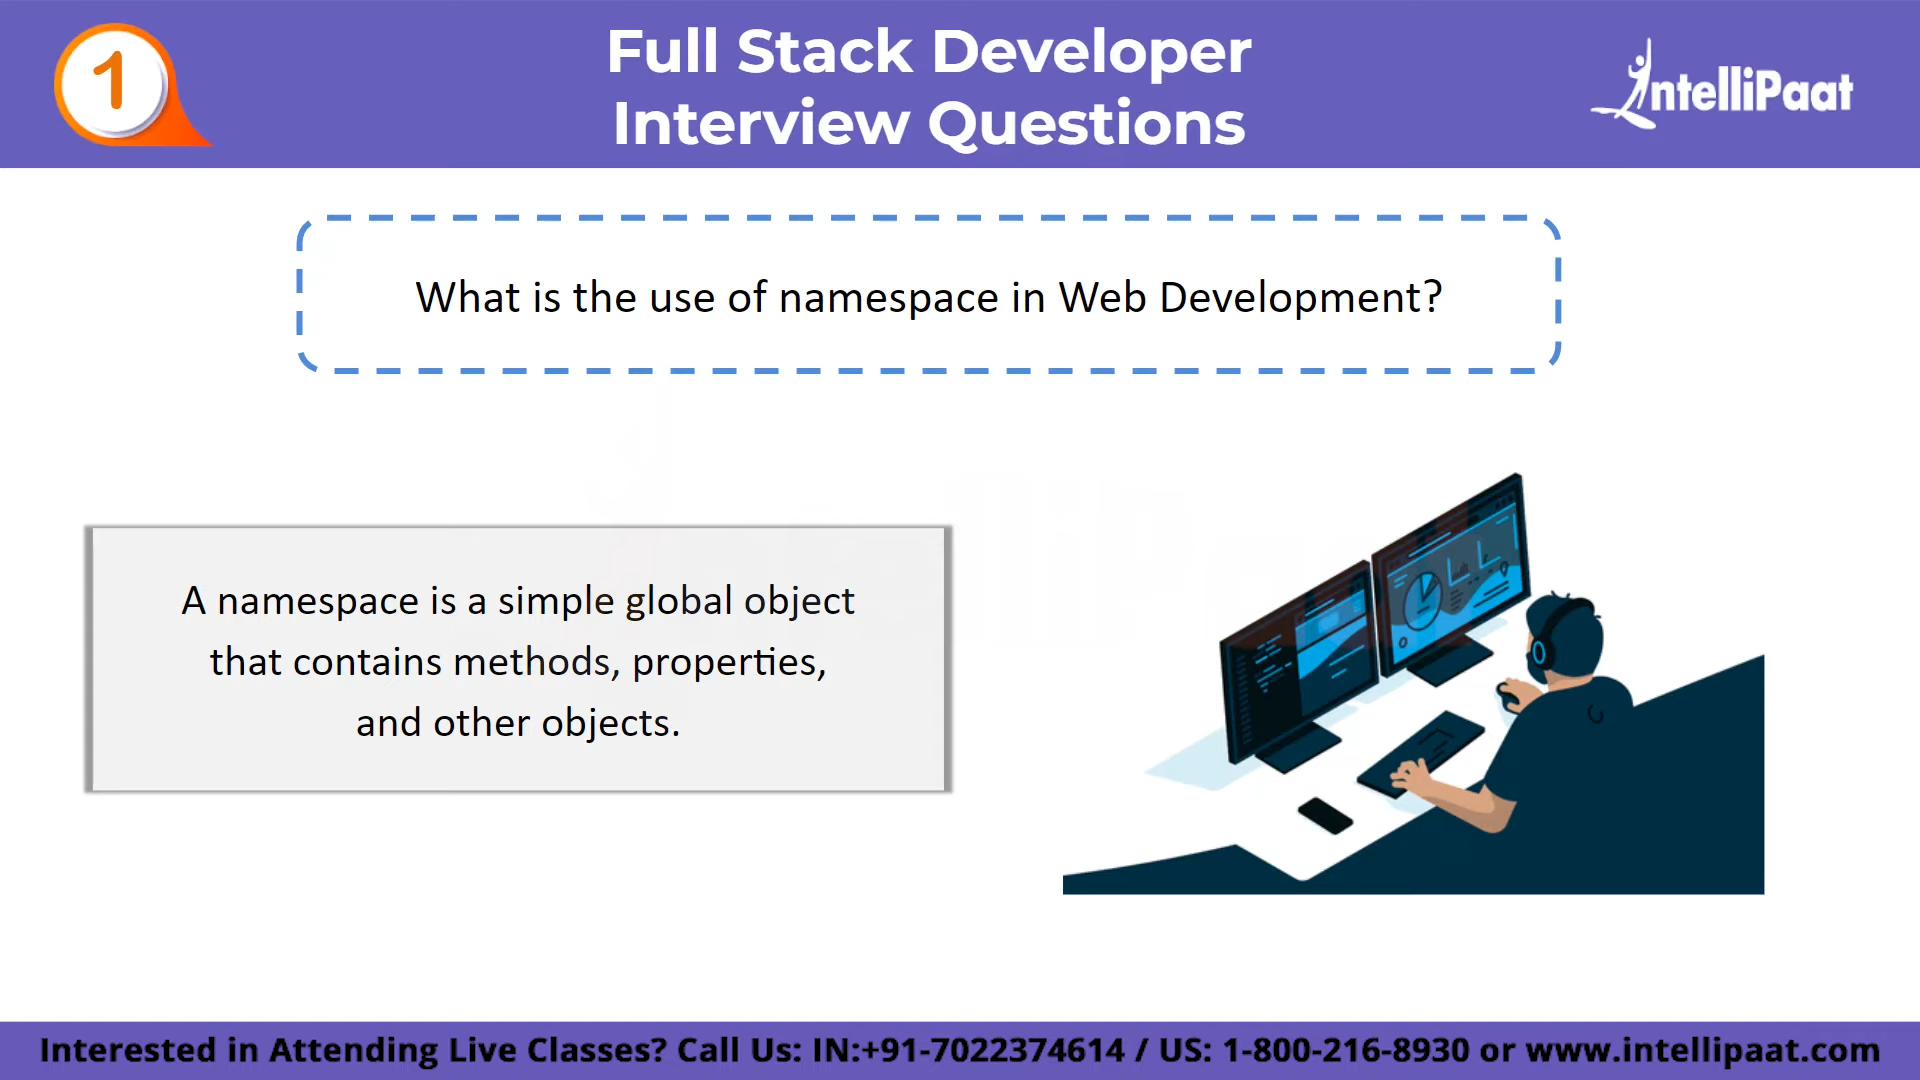 1
Full Stack Developer
Interview Questions
IntelliPaat
What is the use of namespace in Web Development?
A namespace is a simple global object
that contains methods, properties,
and other objects.
Interested in Attending Live Classes? Call Us: IN:+91-7022374614 / US: 1-800-216-8930 or www.intellipaat.com